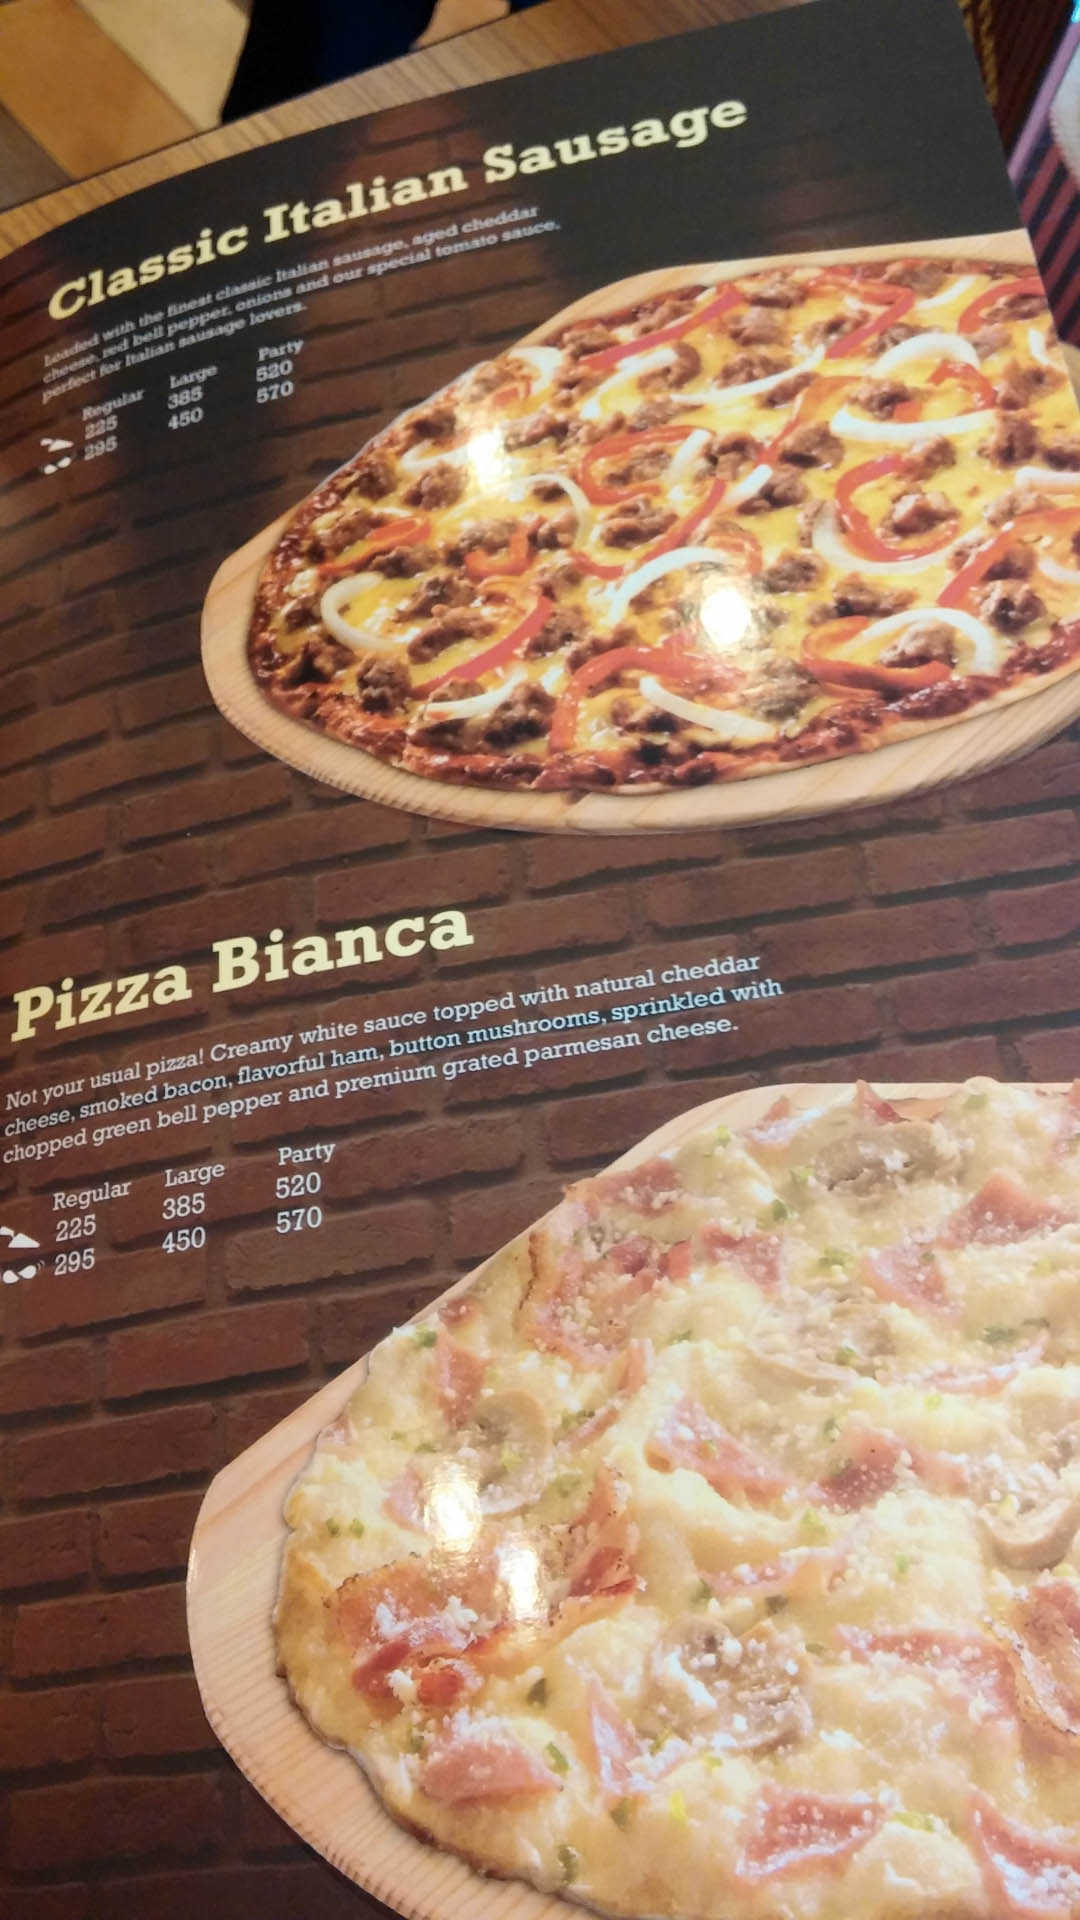 Classic Italian Sausage
Loaded with the finest classic Italian sausage, aged cheddar
cheese, red bell pepper, onions and our special tomato sauce,
perfect for Italian sausage lovers.
Regular Large Party
225 385 520
295 450 570
Pizza Bianca
Not your usual pizza! Creamy white sauce topped with natural cheddar
cheese, smoked bacon, flavorful ham, button mushrooms, sprinkled with
chopped green bell pepper and premium grated parmesan cheese.
Regular Large Party
225 385 520
295 450 570